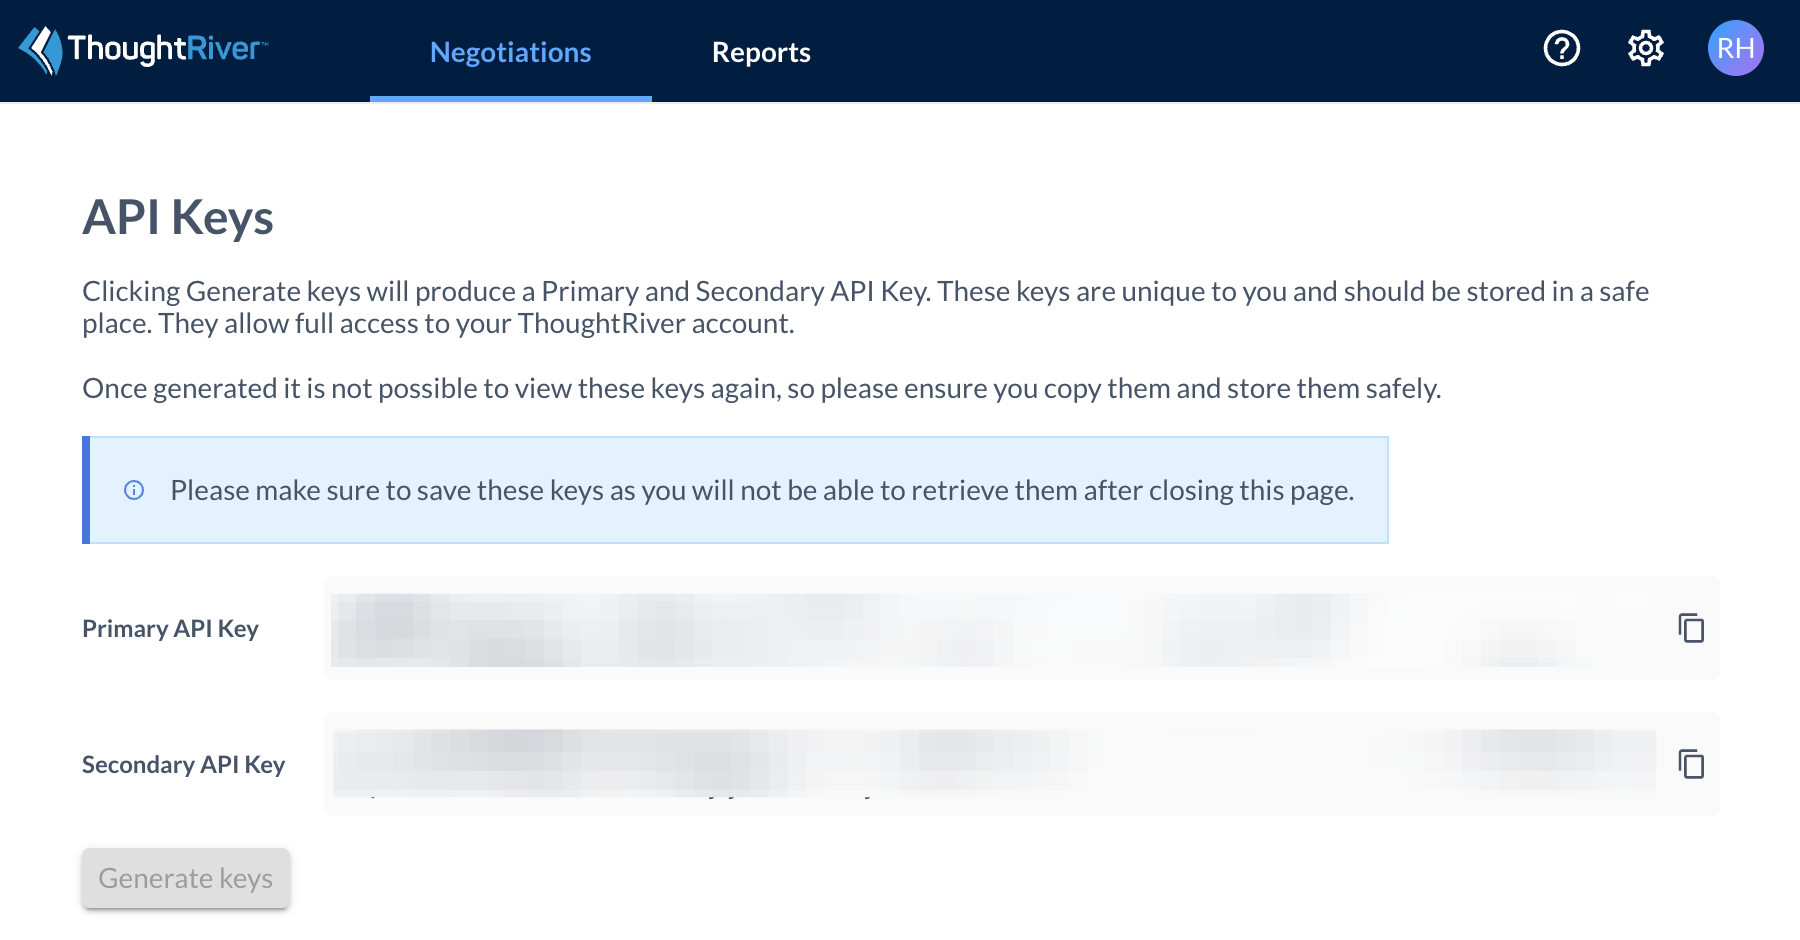 ThoughtRiver™ Negotiations Reports RH
API Keys
Clicking Generate keys will produce a Primary and Secondary API Key. These keys are unique to you and should be stored in a safe
place. They allow full access to your ThoughtRiver account.
Once generated it is not possible to view these keys again, so please ensure you copy them and store them safely.
Please make sure to save these keys as you will not be able to retrieve them after closing this page.
Primary API Key
Secondary API Key
Generate keys